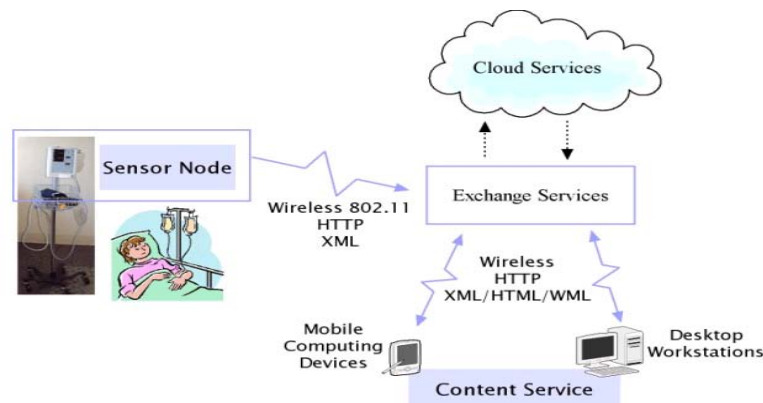 Cloud Services
Sensor Node
Exchange Services
Wireless 802.11
HTTP
XML
Wireless
HTTP
XML/HTML/WML
Mobile
Computing
Devices
Desktop
Workstations
Content Service